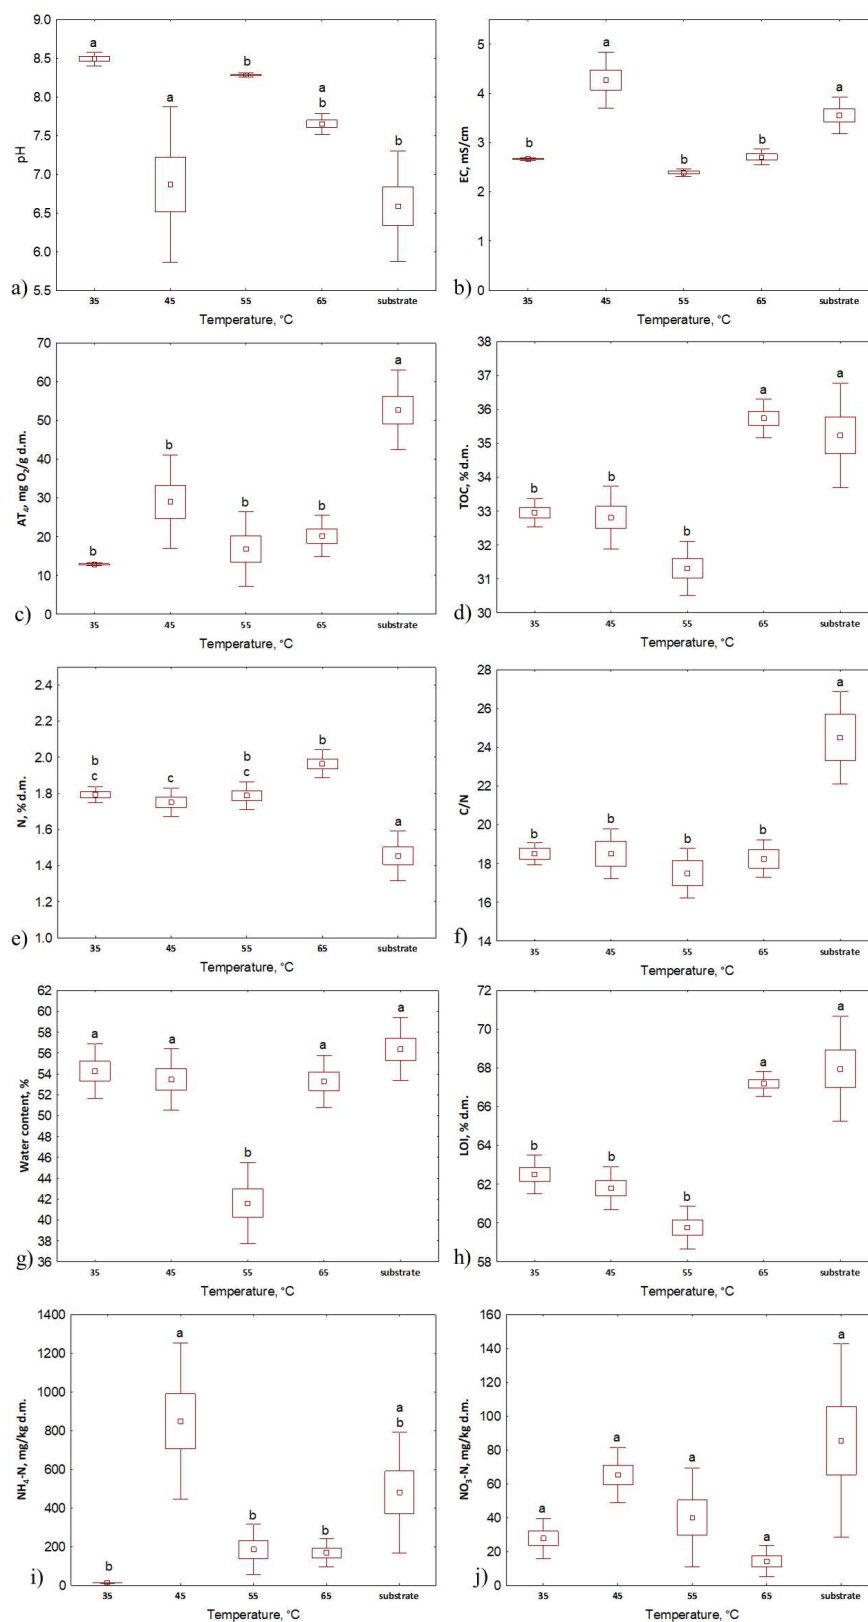 9.0
8.5
8.0
7.5
7.0
6.5
6.0
5.5
pH
a
a
b
a
b
b
35
45
55
65
substrate
Temperature, °C
a)
5
4
3
2
1
0
EC, mS/cm
b
a
b
b
a
35
45
55
65
substrate
Temperature, °C
b)
70
60
50
40
30
20
10
0
AT₄, mg O₂/g d.m.
b
b
b
b
a
35
45
55
65
substrate
Temperature, °C
c)
38
37
36
35
34
33
32
31
30
TOC, % d.m.
b
b
b
a
a
35
45
55
65
substrate
Temperature, °C
d)
2.4
2.2
2.0
1.8
1.6
1.4
1.2
1.0
N, % d.m.
b
c
c
b
c
b
a
35
45
55
65
substrate
Temperature, °C
e)
28
26
24
22
20
18
16
14
C/N
b
b
b
b
a
35
45
55
65
substrate
Temperature, °C
f)
62
60
58
56
54
52
50
48
46
44
42
40
38
36
Water content, %
a
a
b
a
a
35
45
55
65
substrate
Temperature, °C
g)
72
70
68
66
64
62
60
58
LOI, % d.m.
b
b
b
a
a
35
45
55
65
substrate
Temperature, °C
h)
1400
1200
1000
800
600
400
200
0
NH₄-N, mg/kg d.m.
b
a
b
b
a
b
35
45
55
65
substrate
Temperature, °C
i)
160
140
120
100
80
60
40
20
0
NO₃-N, mg/kg d.m.
a
a
a
a
a
35
45
55
65
substrate
Temperature, °C
j)